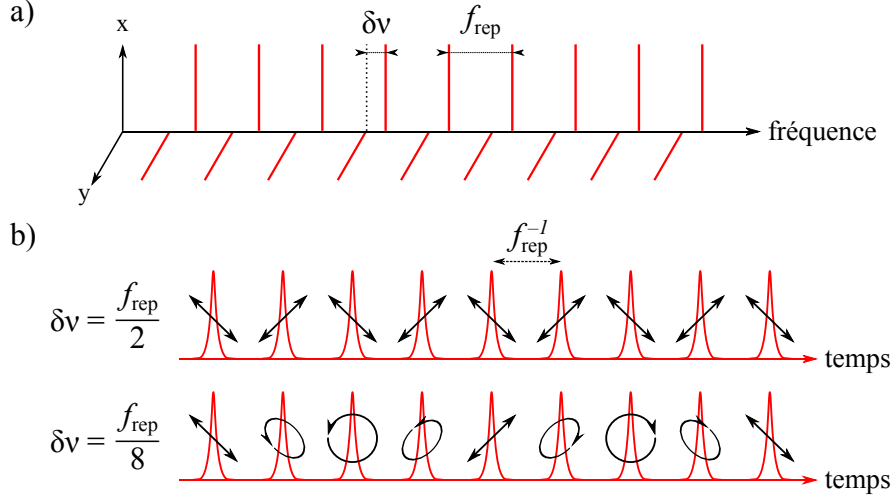 a)
x
δν
f_rep
fréquence
y
b)
f_rep^–1
δν = f_rep/2
temps
δν = f_rep/8
temps